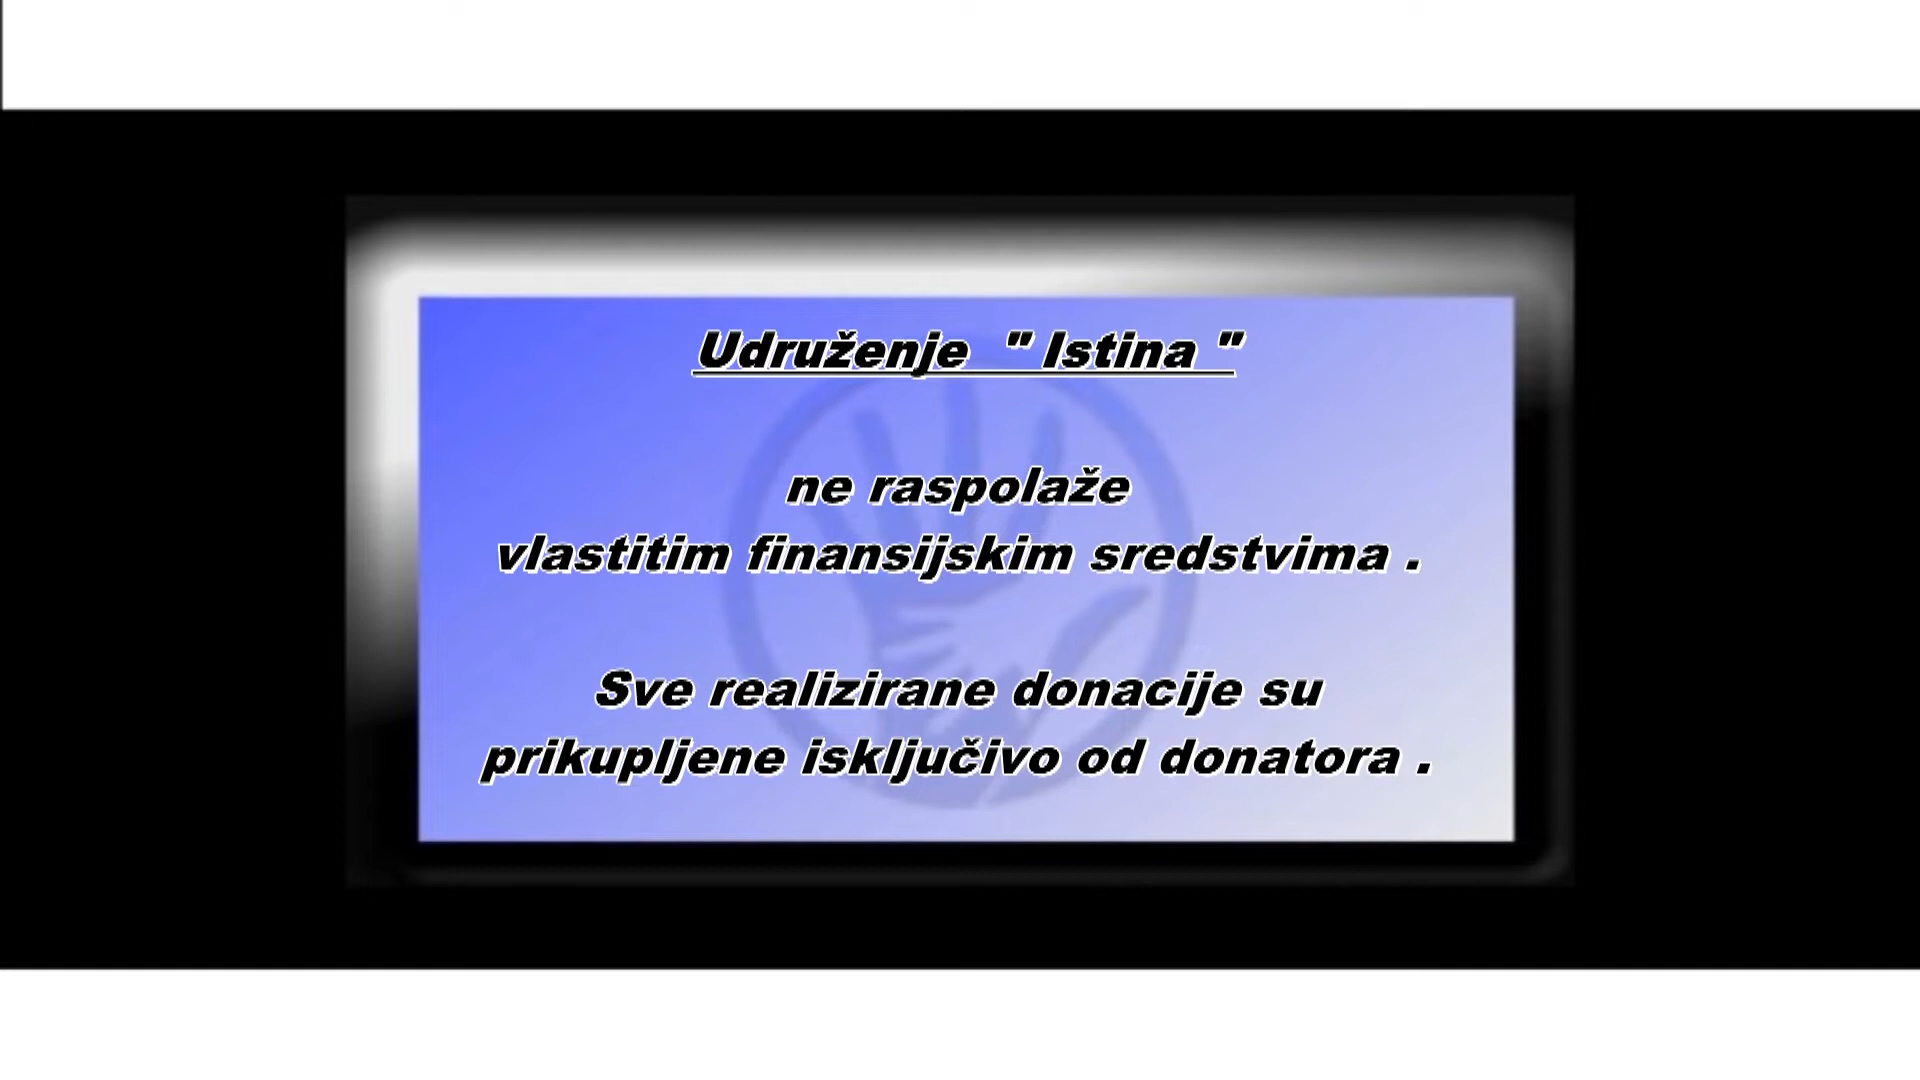 Udruženje " Istina "
ne raspolaže
vlastitim finansijskim sredstvima .
Sve realizirane donacije su
prikupljene isključivo od donatora .